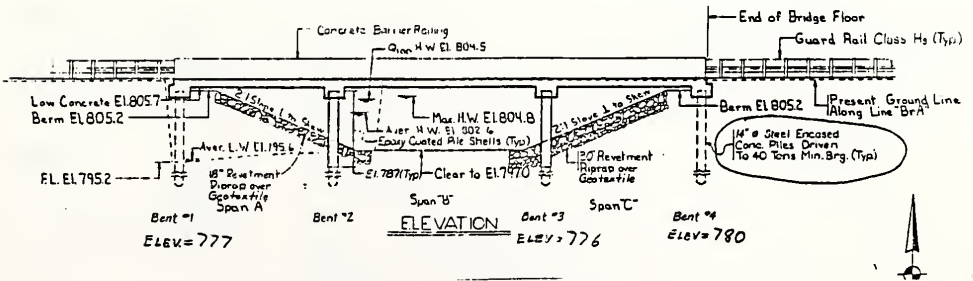 End of Bridge Floor
Concrete Barrier Railing
Guard Rail Class Hg (Typ)
Q100 H.W. El. 804.5
Low Concrete El. 805.7
Berm El. 805.2
2:1 Slope ⊥ to Skew
Max. H.W. El. 804.8
Aver. H.W. El. 802.6
Epoxy Coated Pile Shells (Typ)
2:1 Slope ⊥ to Skew
Berm El. 805.2
Present Ground Line
Along Line "Br A"
14" ø Steel Encased
Conc. Piles Driven
To 40 Tons Min. Brg. (Typ)
Aver. L.W. El. 795.6
F.L. El. 795.2
18" Revetment
Riprap over
Geotextile
El. 787 (Typ)
Clear to El. 797.0
Revetment
Riprap over
Geotextile
Span A
Span "B"
Span "C"
Bent #1
Bent #2
ELEVATION
Bent #3
Bent #4
ELEV. = 777
ELEV = 776
ELEV = 780